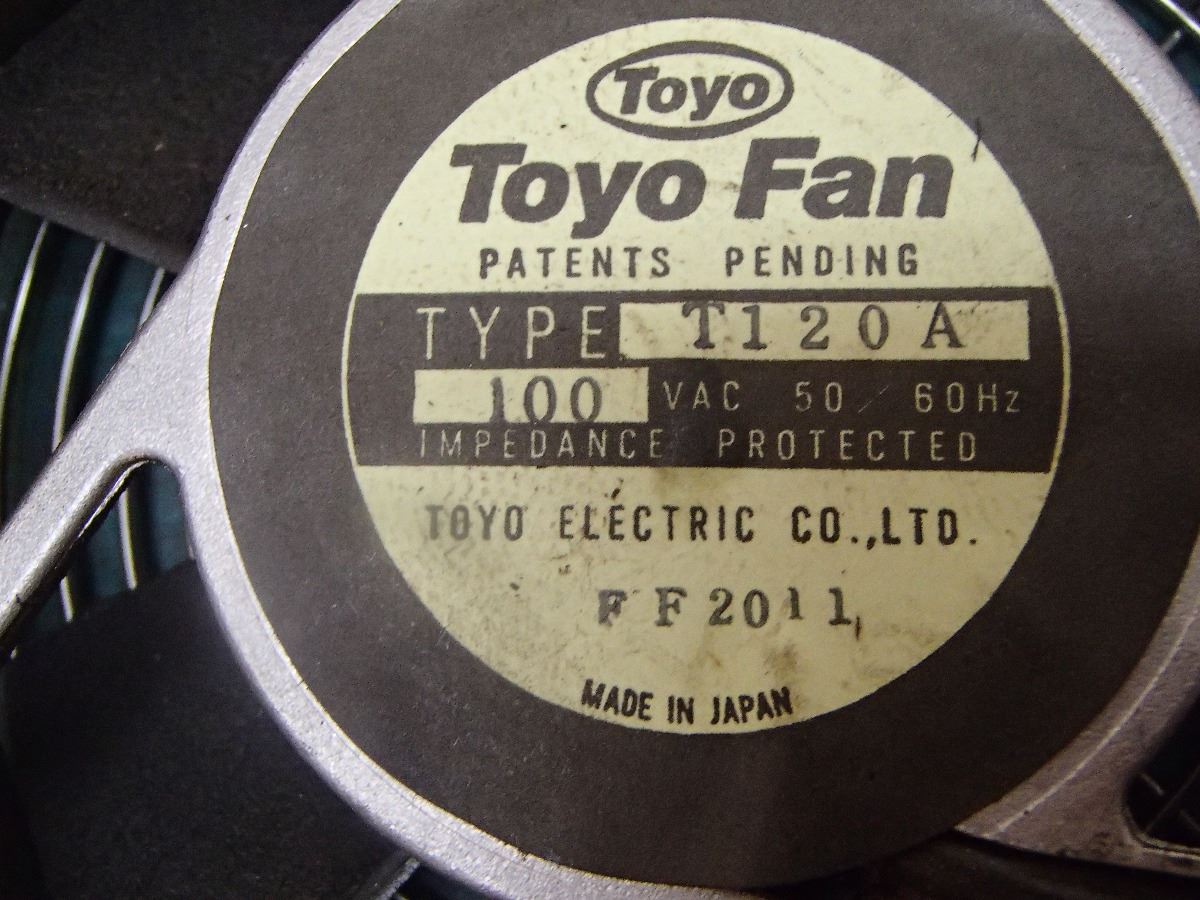 Toyo
Toyo Fan
PATENTS PENDING
TYPE T120A
100 VAC 50/60Hz
IMPEDANCE PROTECTED
TOYO ELECTRIC CO.,LTD.
FF2011
MADE IN JAPAN